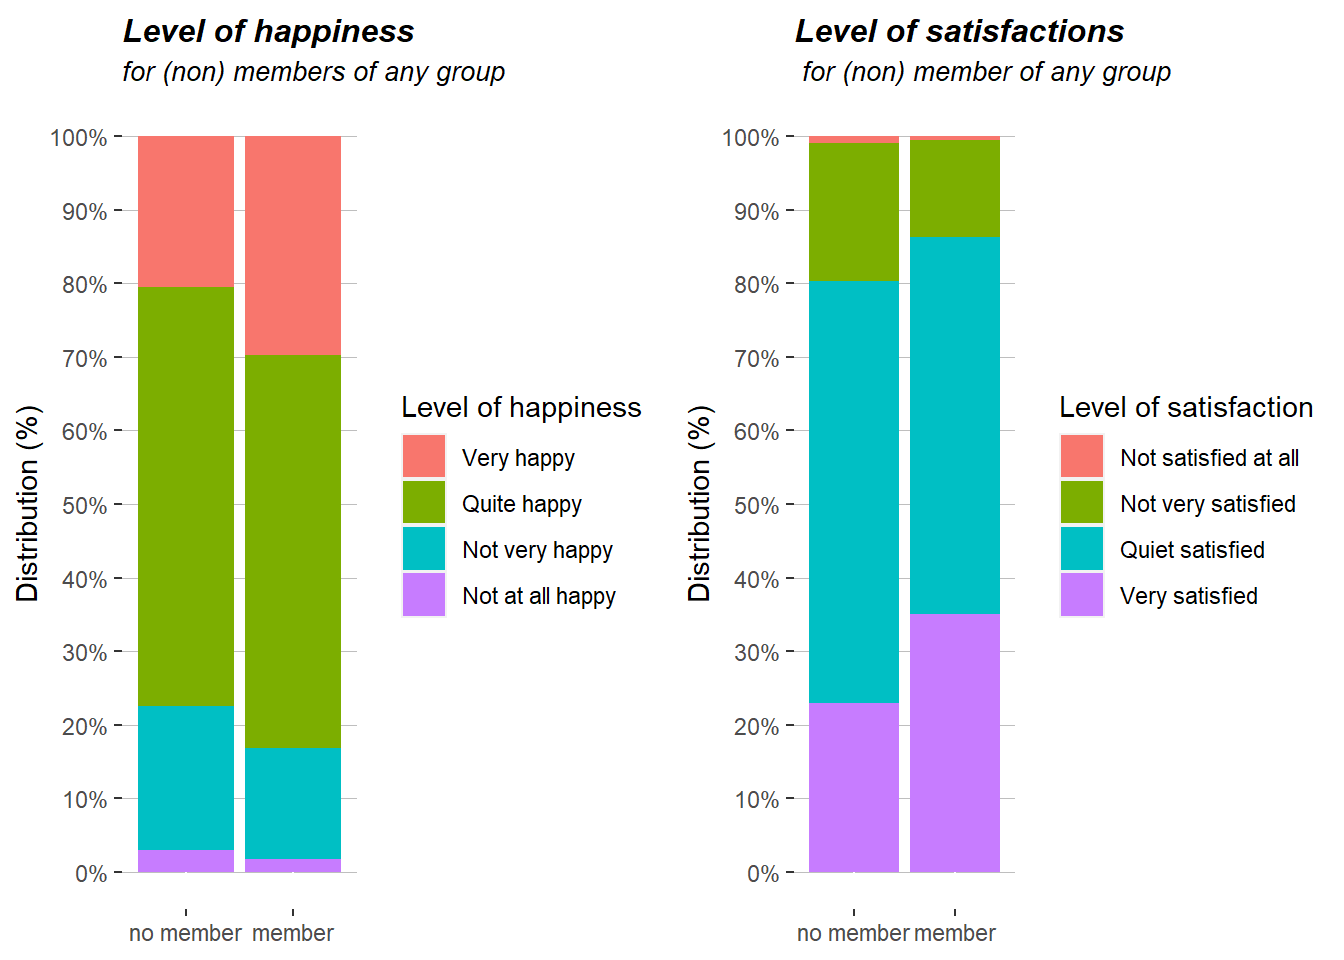 Level of happiness
for (non) members of any group
100%
90%
80%
70%
60%
50%
40%
30%
20%
10%
0%
Distribution (%)
no member
member
Level of happiness
Very happy
Quite happy
Not very happy
Not at all happy
Level of satisfactions
for (non) member of any group
100%
90%
80%
70%
60%
50%
40%
30%
20%
10%
0%
Distribution (%)
no member
member
Level of satisfaction
Not satisfied at all
Not very satisfied
Quiet satisfied
Very satisfied